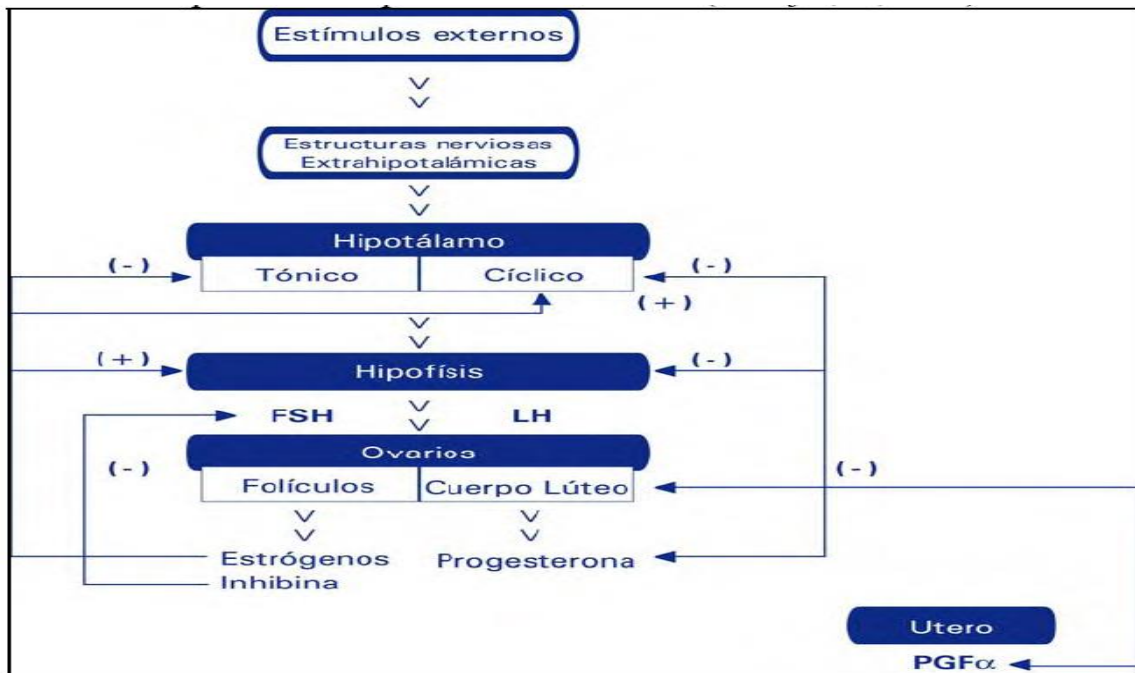 Estímulos externos
Estructuras nerviosas
Extrahipotalámicas
Hipotálamo
(-) Tónico Cíclico (-)
(+)
(+) Hipofísis (-)
FSH LH
Ovarios
(-) Folículos Cuerpo Lúteo (-)
Estrógenos Progesterona
Inhibina
Utero
PGFα